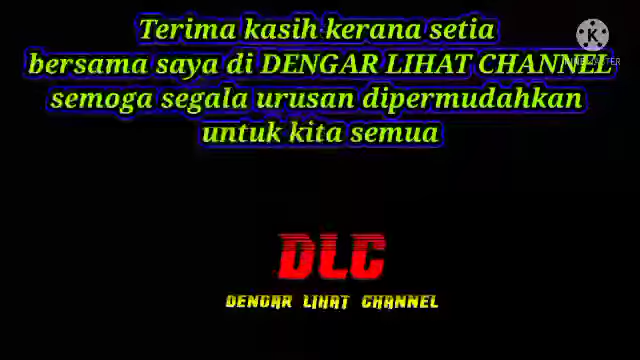 Terima kasih kerana setia
bersama saya di DENGAR LIHAT CHANNEL
semoga segala urusan dipermudahkan
untuk kita semua
DLC
DENGAR LIHAT CHANNEL
K
KINEMASTER